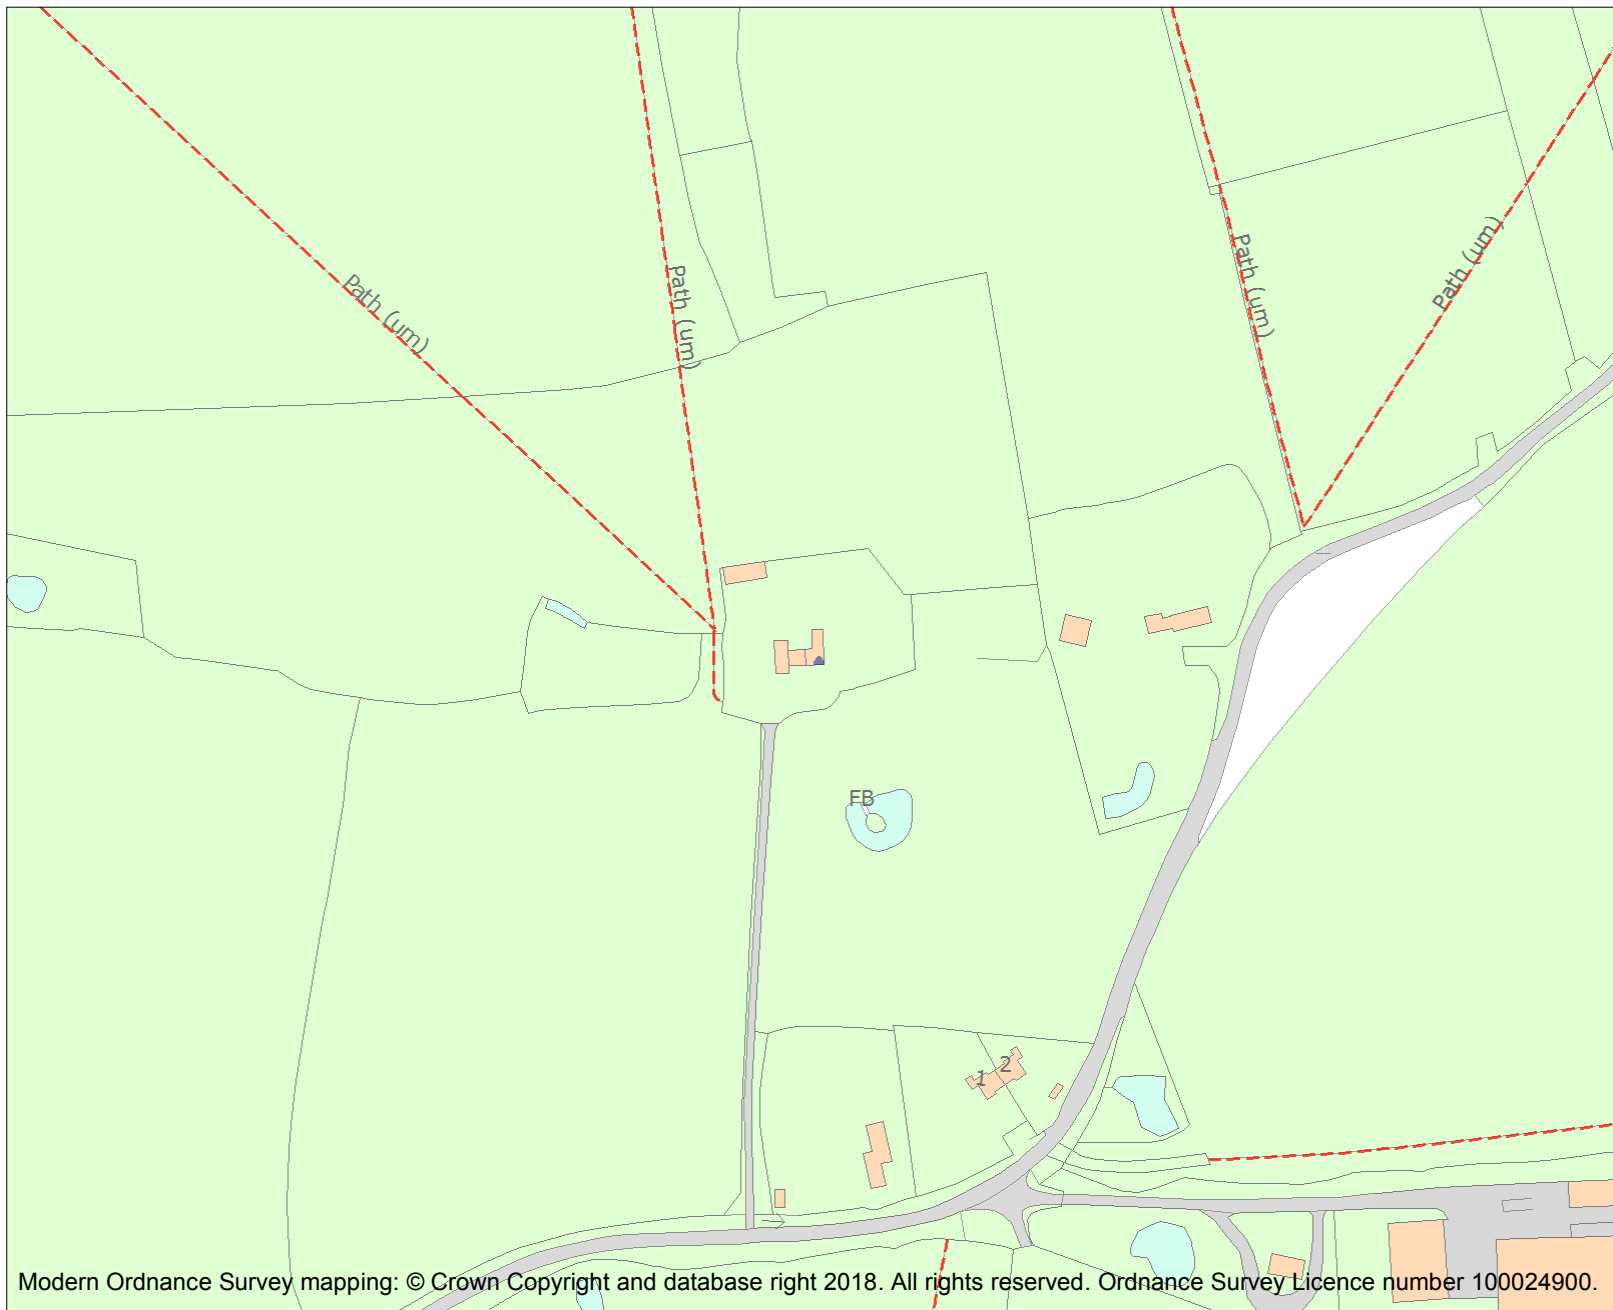 Path (um)
Path (um)
Path (um)
Path (um)
FB
1
2
Modern Ordnance Survey mapping: © Crown Copyright and database right 2018. All rights reserved. Ordnance Survey Licence number 100024900.